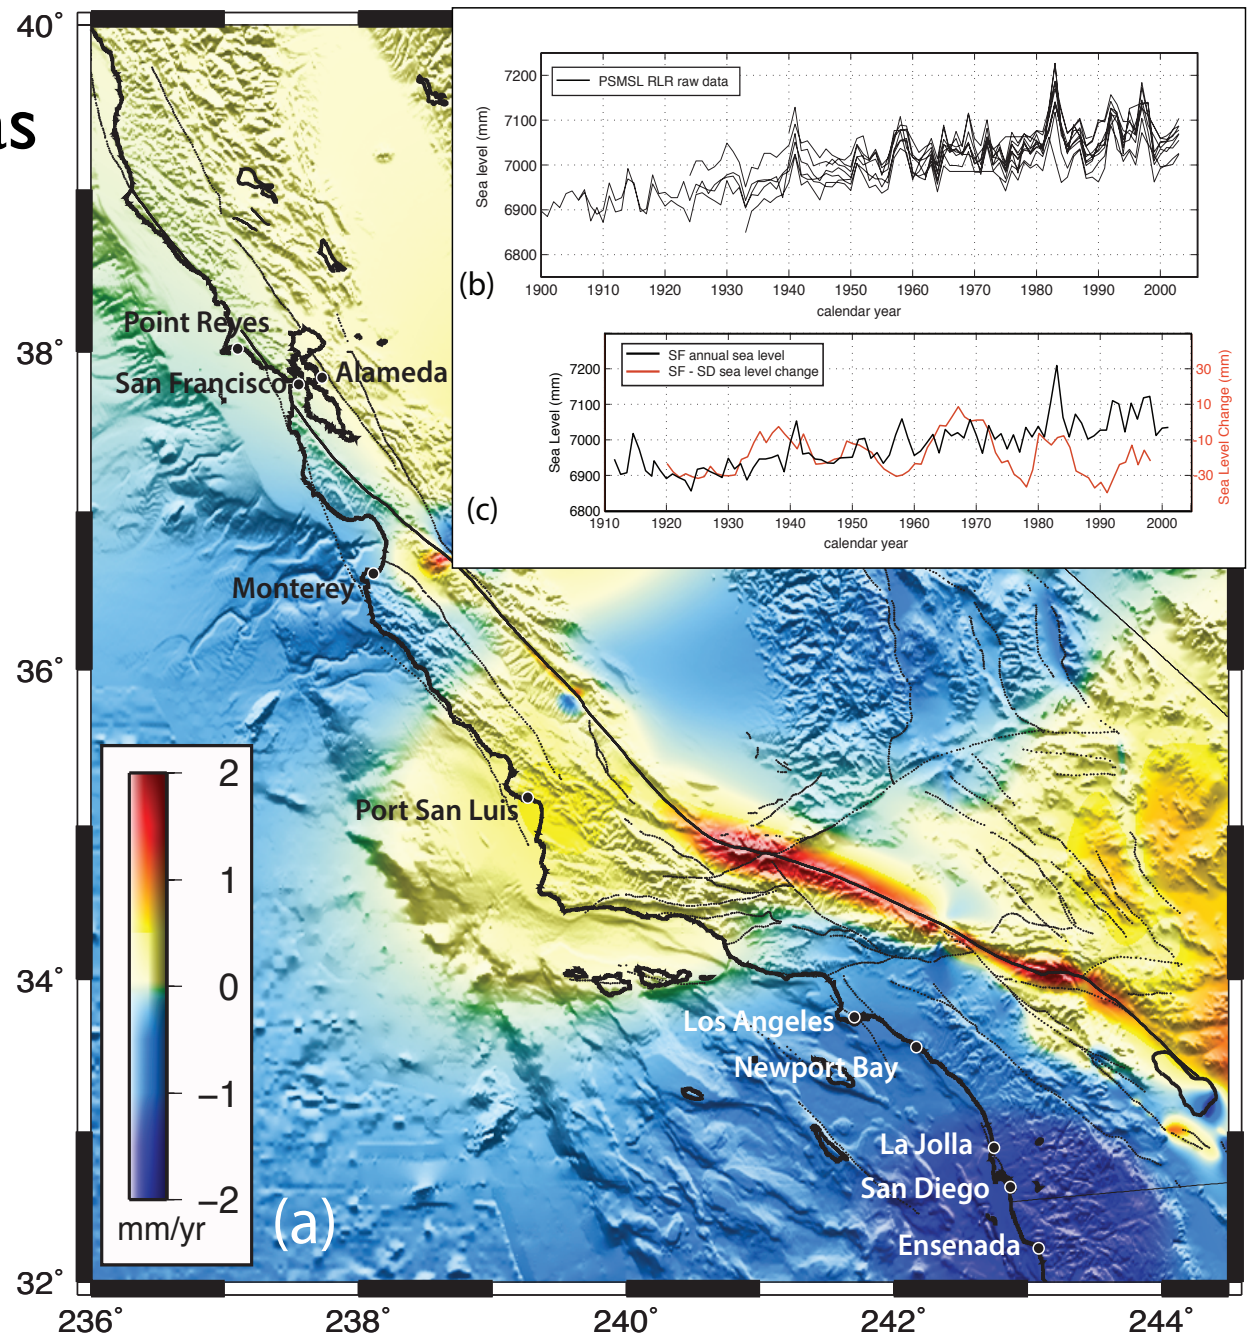 40°
as
7200
7100
7000
6900
6800
Sea level (mm)
PSMSL RLR raw data
1900 1910 1920 1930 1940 1950 1960 1970 1980 1990 2000
calendar year
(b)
7200
7100
7000
6900
6800
Sea Level (mm)
SF annual sea level
SF - SD sea level change
30
10
-10
-30
Sea Level Change (mm)
1910 1920 1930 1940 1950 1960 1970 1980 1990 2000
calendar year
(c)
38°
Point Reyes
San Francisco
Alameda
Monterey
36°
Port San Luis
34°
Los Angeles
Newport Bay
La Jolla
San Diego
Ensenada
2
1
0
−1
−2
mm/yr
(a)
32°
236° 238° 240° 242° 244°